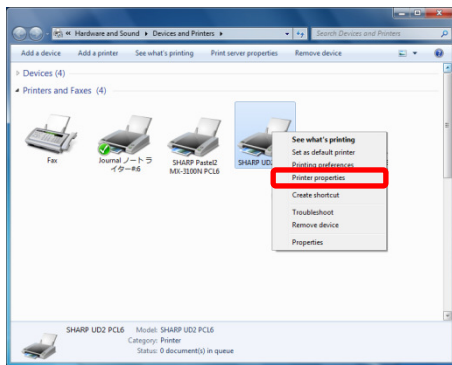 « Hardware and Sound ▸ Devices and Printers ▸
Search Devices and Printers
Add a device Add a printer See what's printing Print server properties Remove device
Devices (4)
Printers and Faxes (4)
Fax
Journal ノートラ
イター#6
SHARP Pastel2
MX-3100N PCL6
SHARP UD2
See what's printing
Set as default printer
Printing preferences
Printer properties
Create shortcut
Troubleshoot
Remove device
Properties
SHARP UD2 PCL6 Model: SHARP UD2 PCL6
Category: Printer
Status: 0 document(s) in queue